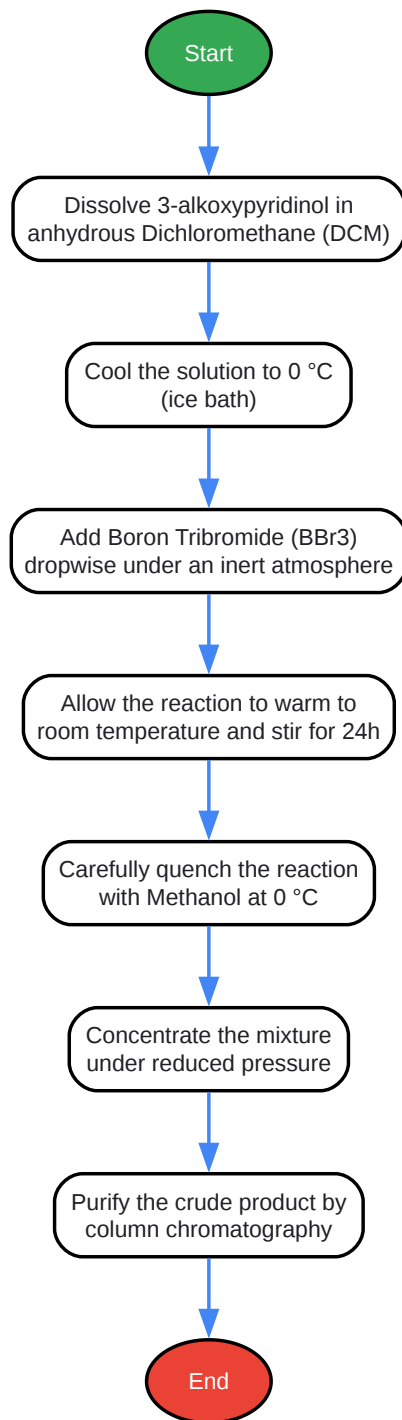 Start
Dissolve 3-alkoxypyridinol in
anhydrous Dichloromethane (DCM)
Cool the solution to 0 °C
(ice bath)
Add Boron Tribromide (BBr3)
dropwise under an inert atmosphere
Allow the reaction to warm to
room temperature and stir for 24h
Carefully quench the reaction
with Methanol at 0 °C
Concentrate the mixture
under reduced pressure
Purify the crude product by
column chromatography
End